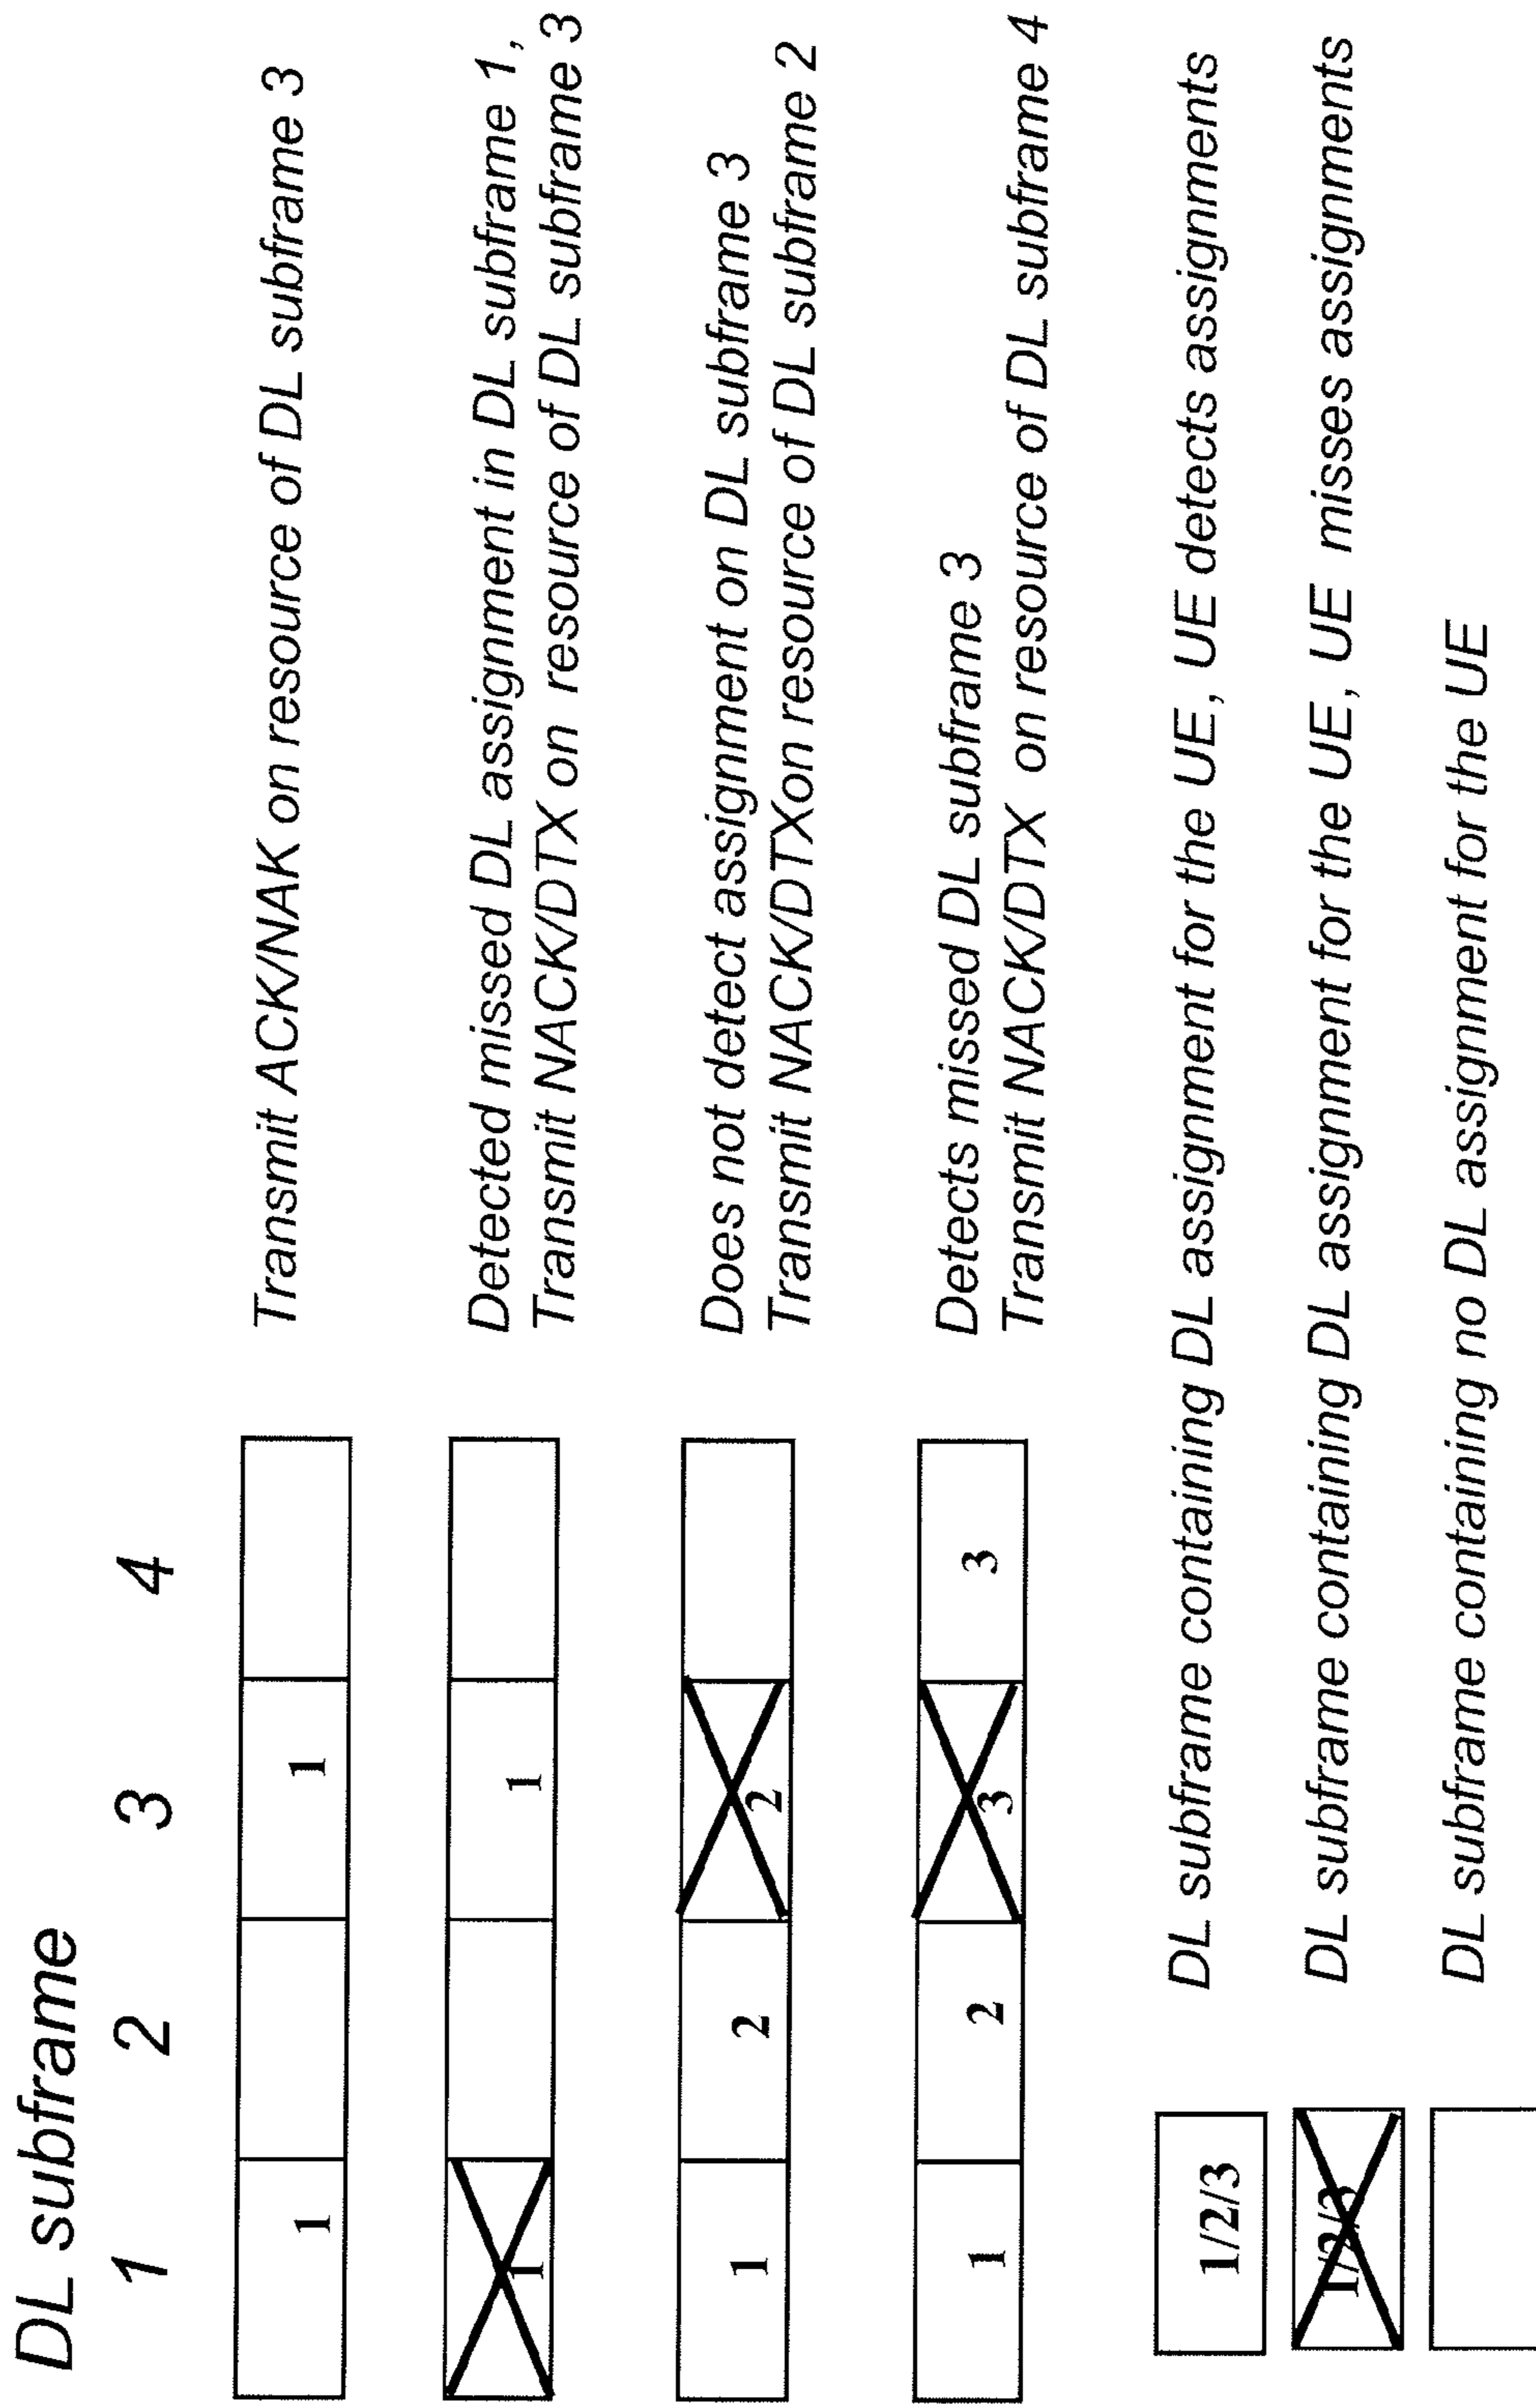 DL subframe
1 2 3 4
1 1
Transmit ACK/NAK on resource of DL subframe 3
1 1
Detected missed DL assignment in DL subframe 1,
Transmit NACK/DTX on resource of DL subframe 3
1 2 2
Does not detect assignment on DL subframe 3
Transmit NACK/DTXon resource of DL subframe 2
1 2 3 3
Detects missed DL subframe 3
Transmit NACK/DTX on resource of DL subframe 4
1/2/3 DL subframe containing DL assignment for the UE, UE detects assignments
1/2/3 DL subframe containing DL assignment for the UE, UE misses assignments
DL subframe containing no DL assignment for the UE